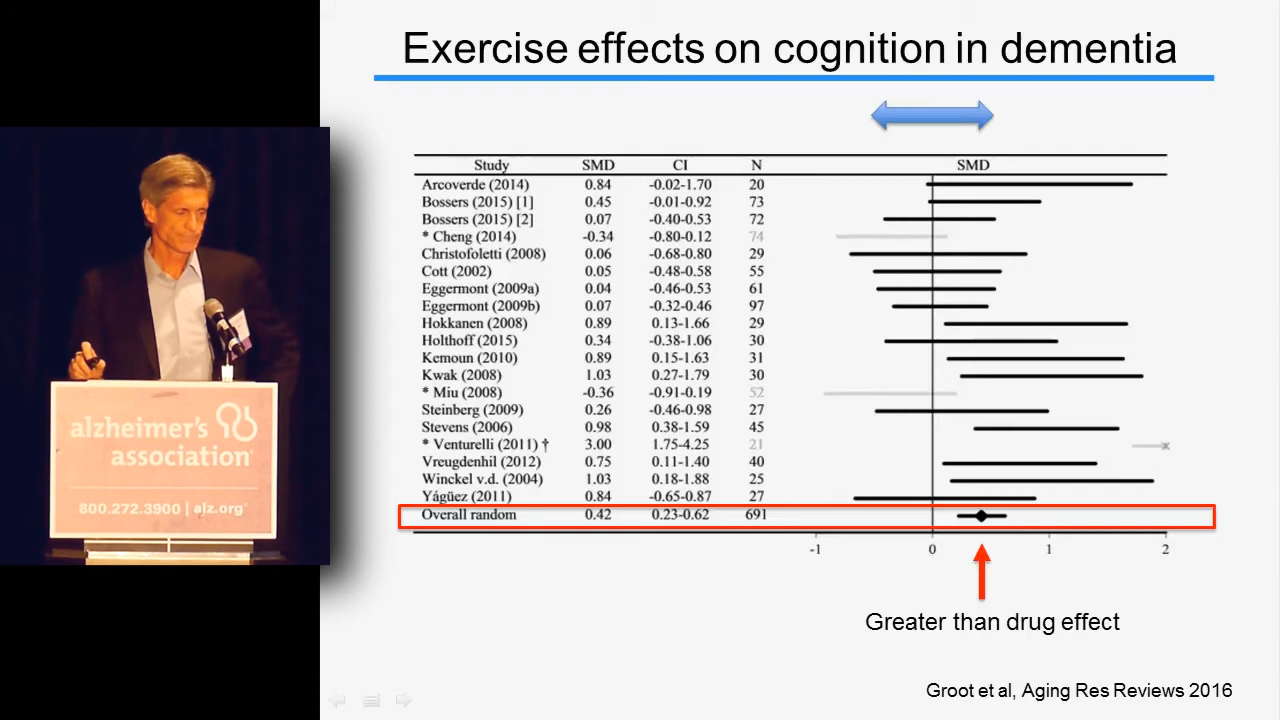 Exercise effects on cognition in dementia
Study SMD CI N SMD
Arcoverde (2014) 0.84 -0.02-1.70 20
Bossers (2015) [1] 0.45 -0.01-0.92 73
Bossers (2015) [2] 0.07 -0.40-0.53 72
* Cheng (2014) -0.34 -0.80-0.12 74
Christofoletti (2008) 0.06 -0.68-0.80 29
Cott (2002) 0.05 -0.48-0.58 55
Eggermont (2009a) 0.04 -0.46-0.53 61
Eggermont (2009b) 0.07 -0.32-0.46 97
Hokkanen (2008) 0.89 0.13-1.66 29
Holthoff (2015) 0.34 -0.38-1.06 30
Kemoun (2010) 0.89 0.15-1.63 31
Kwak (2008) 1.03 0.27-1.79 30
* Miu (2008) -0.36 -0.91-0.19 52
Steinberg (2009) 0.26 -0.46-0.98 27
Stevens (2006) 0.98 0.38-1.59 45
* Venturelli (2011) † 3.00 1.75-4.25 21
Vreugdenhil (2012) 0.75 0.11-1.40 40
Winckel v.d. (2004) 1.03 0.18-1.88 25
Yágüez (2011) 0.84 -0.65-0.87 27
Overall random 0.42 0.23-0.62 691
-1 0 1 2
Greater than drug effect
Groot et al, Aging Res Reviews 2016
alzheimer's
association
800.272.3900 | alz.org